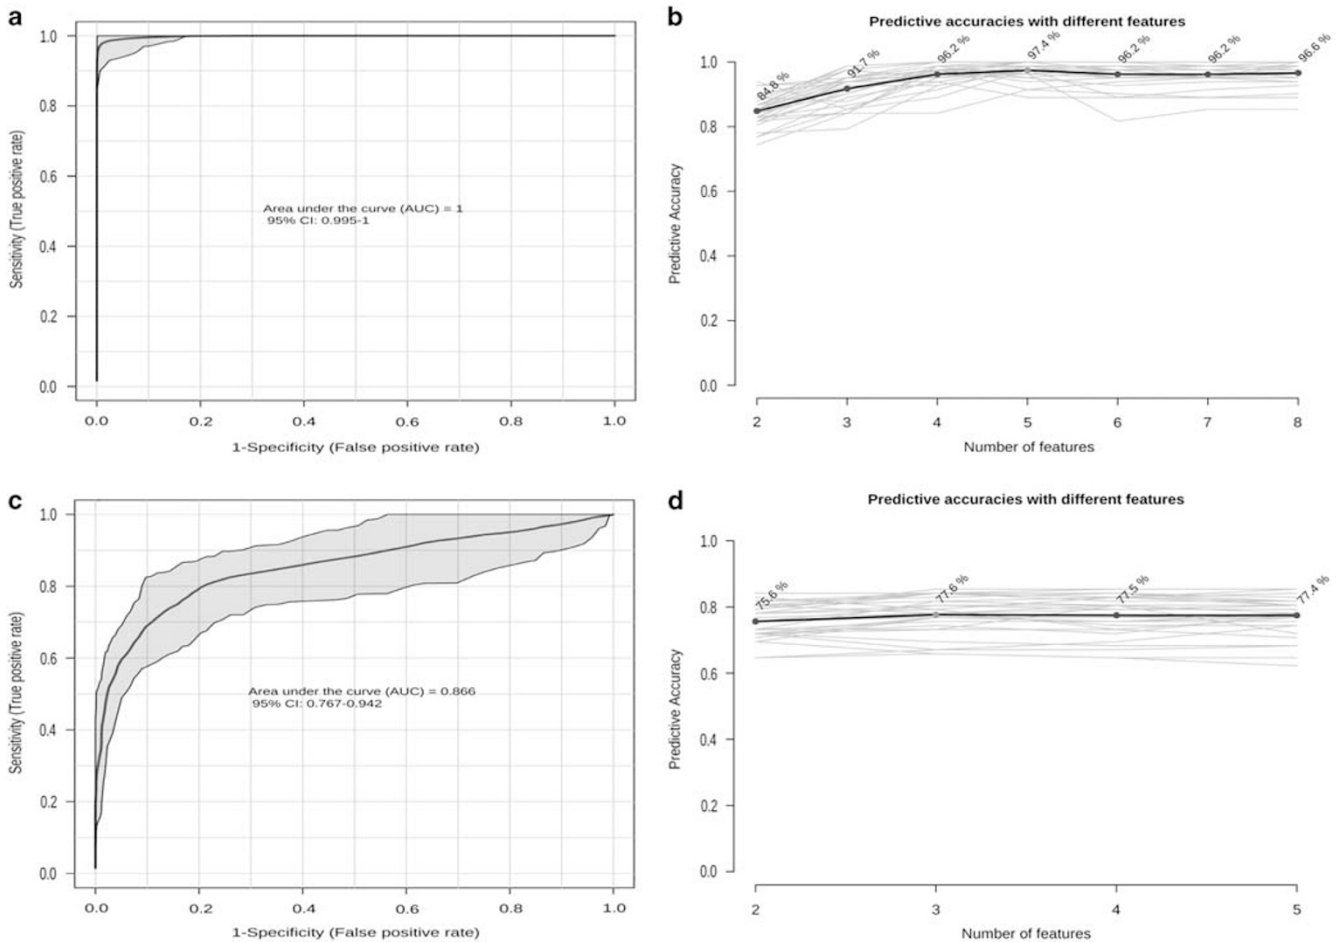 a
1.0
0.8
0.6
0.4
0.2
0.0
Sensitivity (True positive rate)
Area under the curve (AUC) = 1
95% CI: 0.995-1
0.0 0.2 0.4 0.6 0.8 1.0
1-Specificity (False positive rate)
b
Predictive accuracies with different features
84.8 % 91.7 % 96.2 % 97.4 % 96.2 % 96.2 % 96.6 %
1.0
0.8
0.6
0.4
0.2
0.0
Predictive Accuracy
2 3 4 5 6 7 8
Number of features
c
1.0
0.8
0.6
0.4
0.2
0.0
Sensitivity (True positive rate)
Area under the curve (AUC) = 0.866
95% CI: 0.767-0.942
0.0 0.2 0.4 0.6 0.8 1.0
1-Specificity (False positive rate)
d
Predictive accuracies with different features
75.6 % 77.6 % 77.5 % 77.4 %
1.0
0.8
0.6
0.4
0.2
0.0
Predictive Accuracy
2 3 4 5
Number of features